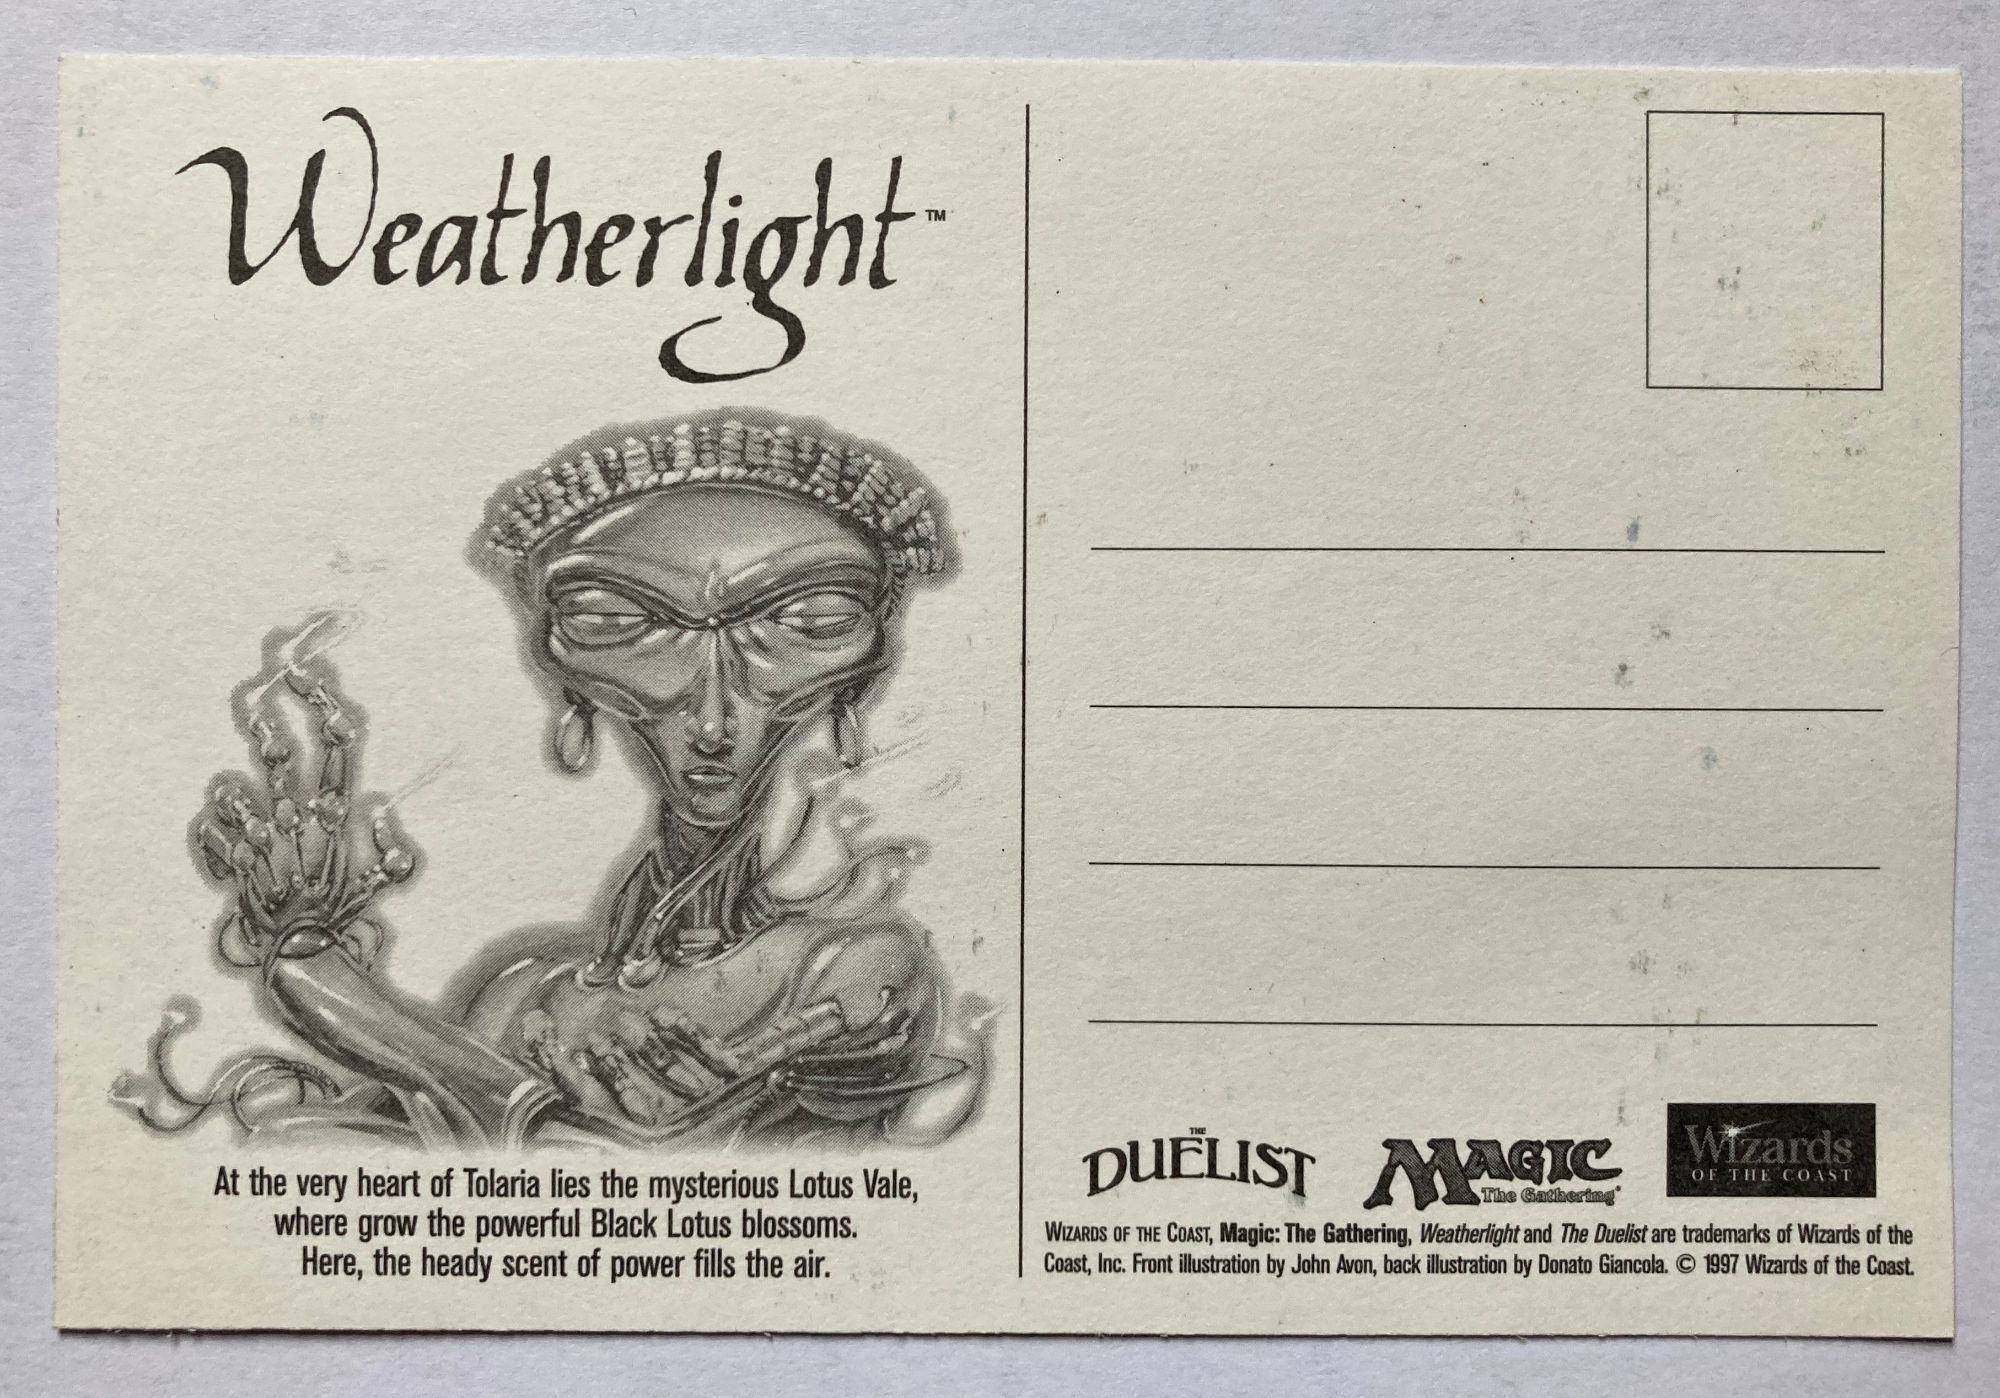 Weatherlight™
At the very heart of Tolaria lies the mysterious Lotus Vale,
where grow the powerful Black Lotus blossoms.
Here, the heady scent of power fills the air.
THE
DUELIST
MAGIC
The Gathering®
Wizards
OF THE COAST
WIZARDS OF THE COAST, Magic: The Gathering, Weatherlight and The Duelist are trademarks of Wizards of the
Coast, Inc. Front illustration by John Avon, back illustration by Donato Giancola. © 1997 Wizards of the Coast.